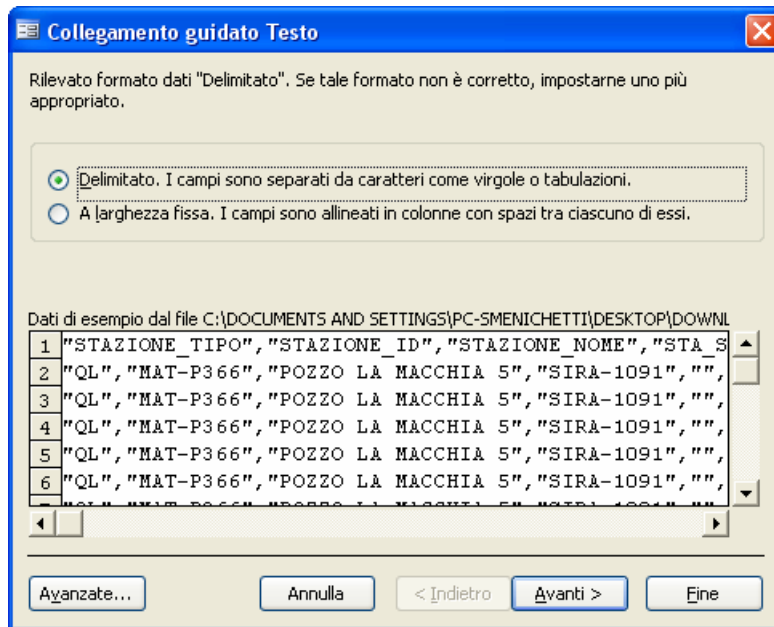 Collegamento guidato Testo
Rilevato formato dati "Delimitato". Se tale formato non è corretto, impostarne uno più
appropriato.
Delimitato. I campi sono separati da caratteri come virgole o tabulazioni.
A larghezza fissa. I campi sono allineati in colonne con spazi tra ciascuno di essi.
Dati di esempio dal file C:\DOCUMENTS AND SETTINGS\PC-SMENICHETTI\DESKTOP\DOWNL
1 "STAZIONE_TIPO","STAZIONE_ID","STAZIONE_NOME","STA_S
2 "QL","MAT-P366","POZZO LA MACCHIA 5","SIRA-1091","",
3 "QL","MAT-P366","POZZO LA MACCHIA 5","SIRA-1091","",
4 "QL","MAT-P366","POZZO LA MACCHIA 5","SIRA-1091","",
5 "QL","MAT-P366","POZZO LA MACCHIA 5","SIRA-1091","",
6 "QL","MAT-P366","POZZO LA MACCHIA 5","SIRA-1091","",
Avanzate... Annulla < Indietro Avanti > Fine